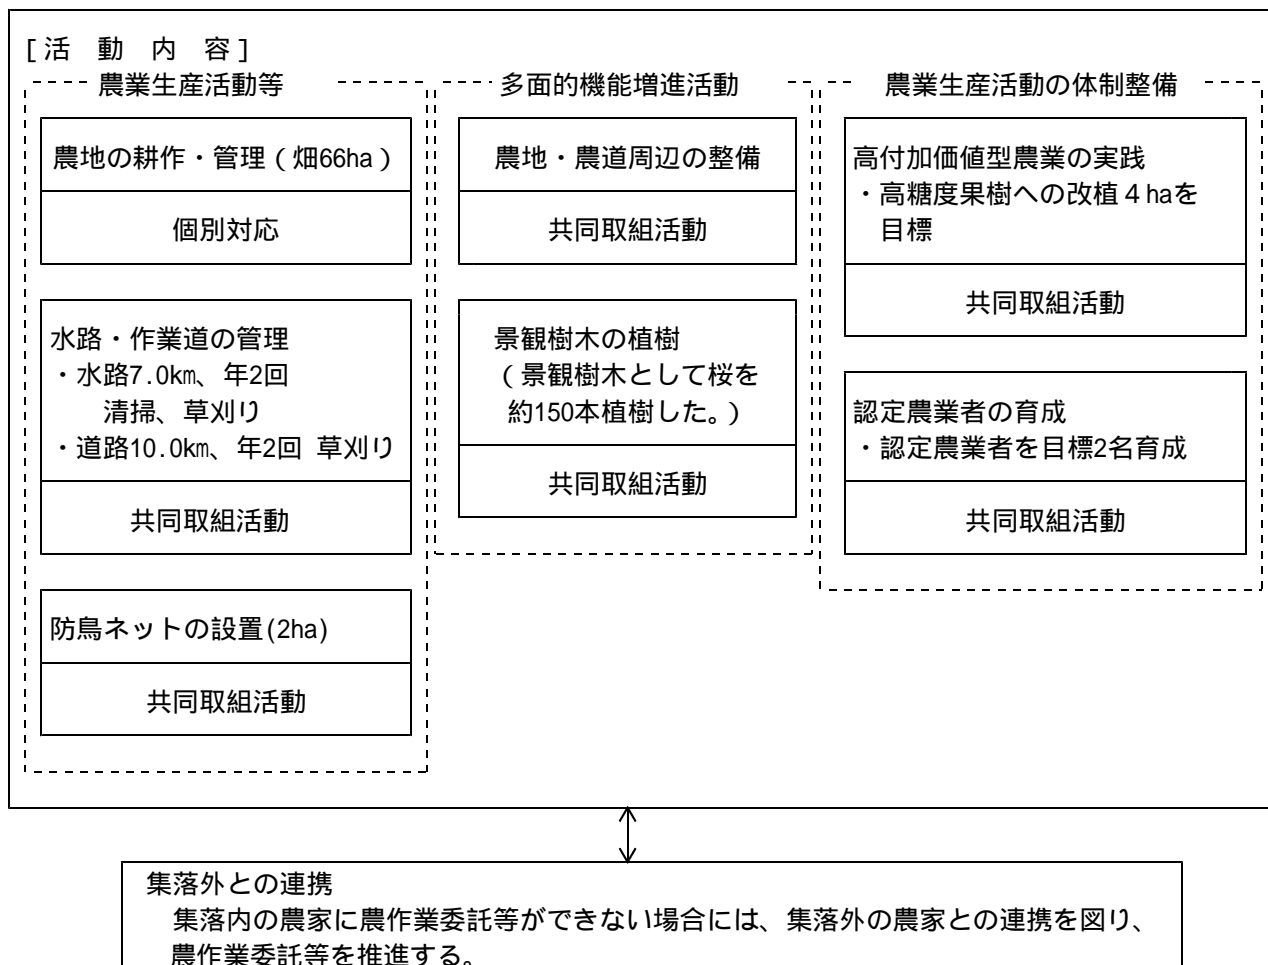 [活 動 内 容]
農業生産活動等
農地の耕作・管理(畑66ha)
個別対応
水路・作業道の管理
・水路7.0㎞、年2回
清掃、草刈り
・道路10.0㎞、年2回 草刈り
共同取組活動
防鳥ネットの設置(2ha)
共同取組活動
多面的機能増進活動
農地・農道周辺の整備
共同取組活動
景観樹木の植樹
(景観樹木として桜を
約150本植樹した。)
共同取組活動
農業生産活動の体制整備
高付加価値型農業の実践
・高糖度果樹への改植4haを
目標
共同取組活動
認定農業者の育成
・認定農業者を目標2名育成
共同取組活動
集落外との連携
集落内の農家に農作業委託等ができない場合には、集落外の農家との連携を図り、
農作業委託等を推進する。